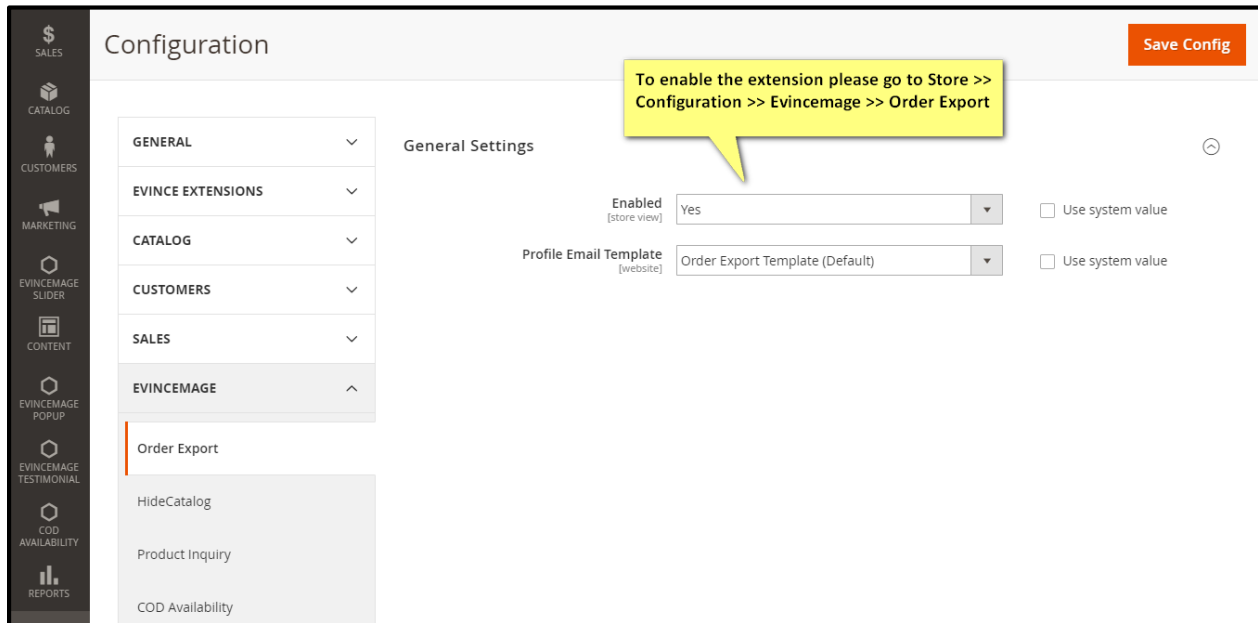 $
SALES
CATALOG
CUSTOMERS
MARKETING
EVINCEMAGE
SLIDER
CONTENT
EVINCEMAGE
POPUP
EVINCEMAGE
TESTIMONIAL
COD
AVAILABILITY
REPORTS
Configuration
Save Config
To enable the extension please go to Store >>
Configuration >> Evincemage >> Order Export
GENERAL
EVINCE EXTENSIONS
CATALOG
CUSTOMERS
SALES
EVINCEMAGE
Order Export
HideCatalog
Product Inquiry
COD Availability
General Settings
Enabled
[store view]
Yes
Use system value
Profile Email Template
[website]
Order Export Template (Default)
Use system value